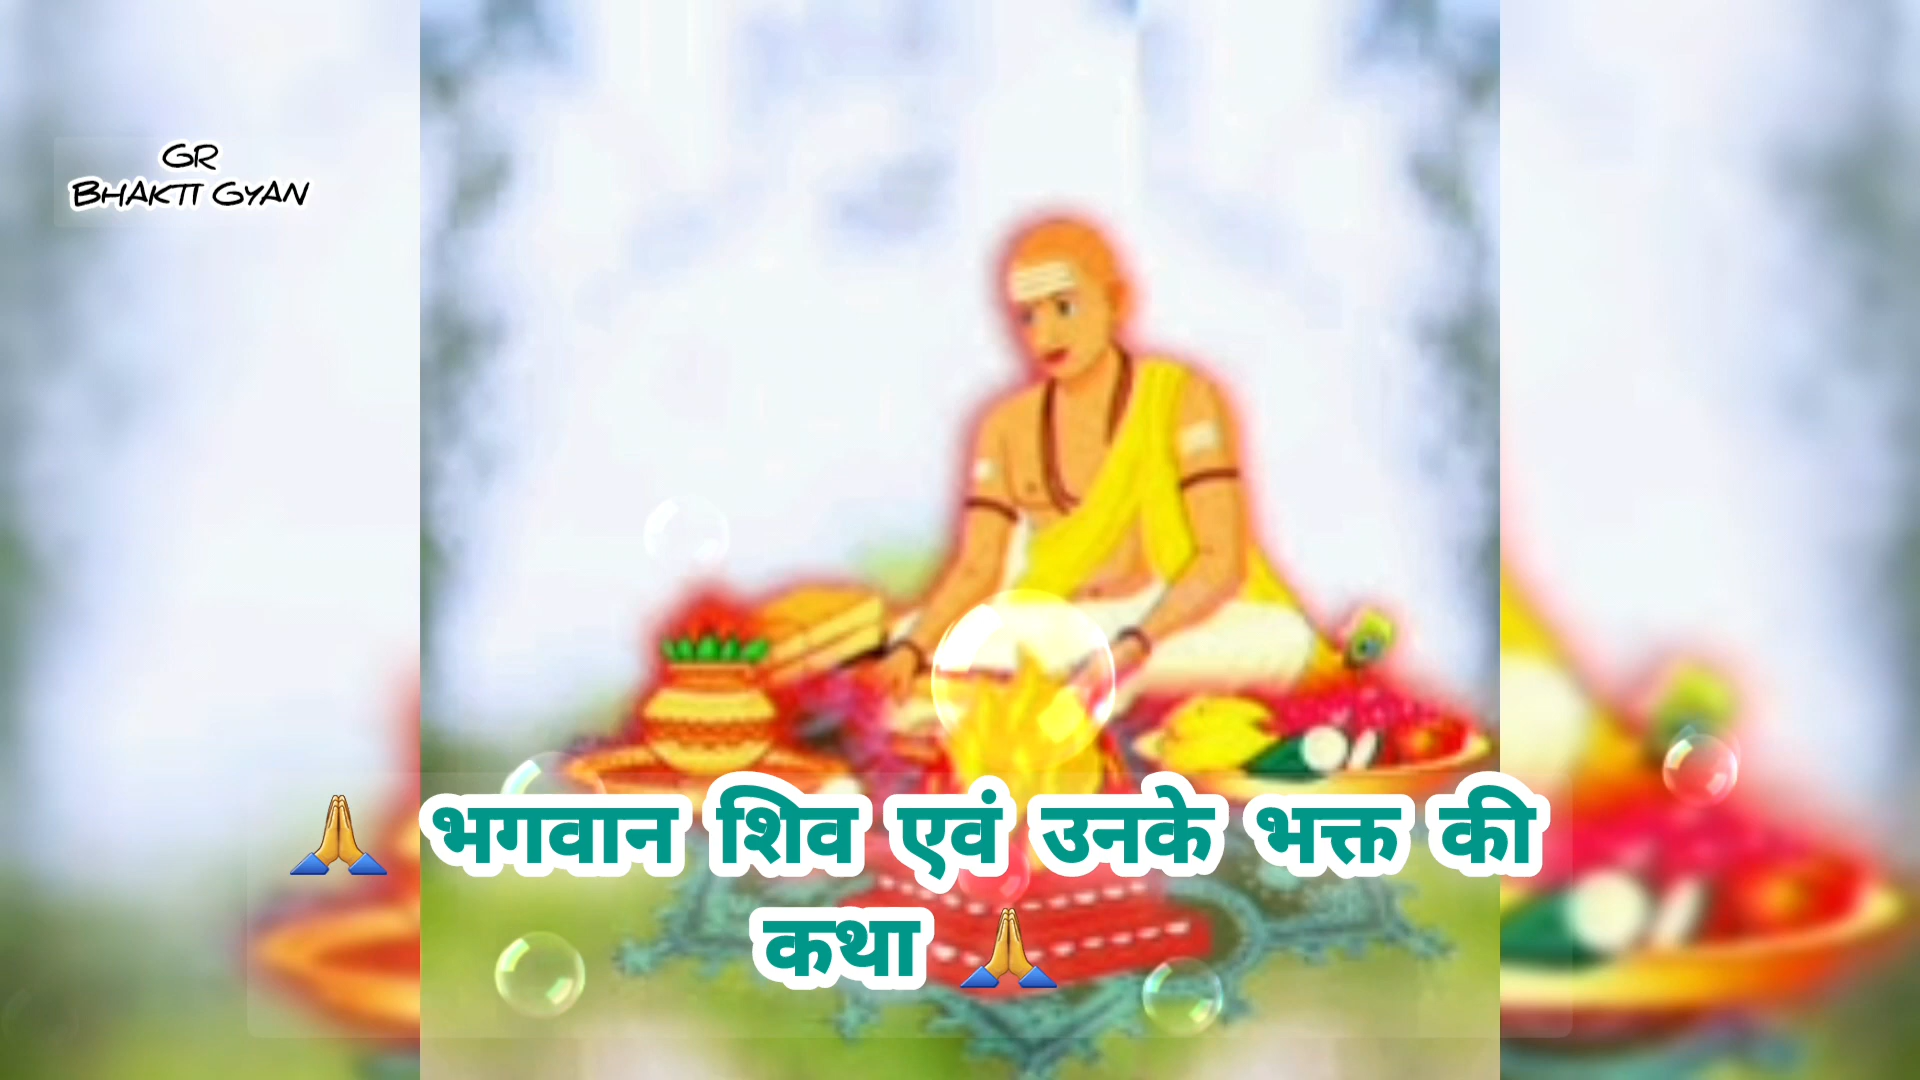 GR
BHAKTI GYAN
🙏 भगवान शिव एवं उनके भक्त की
कथा 🙏